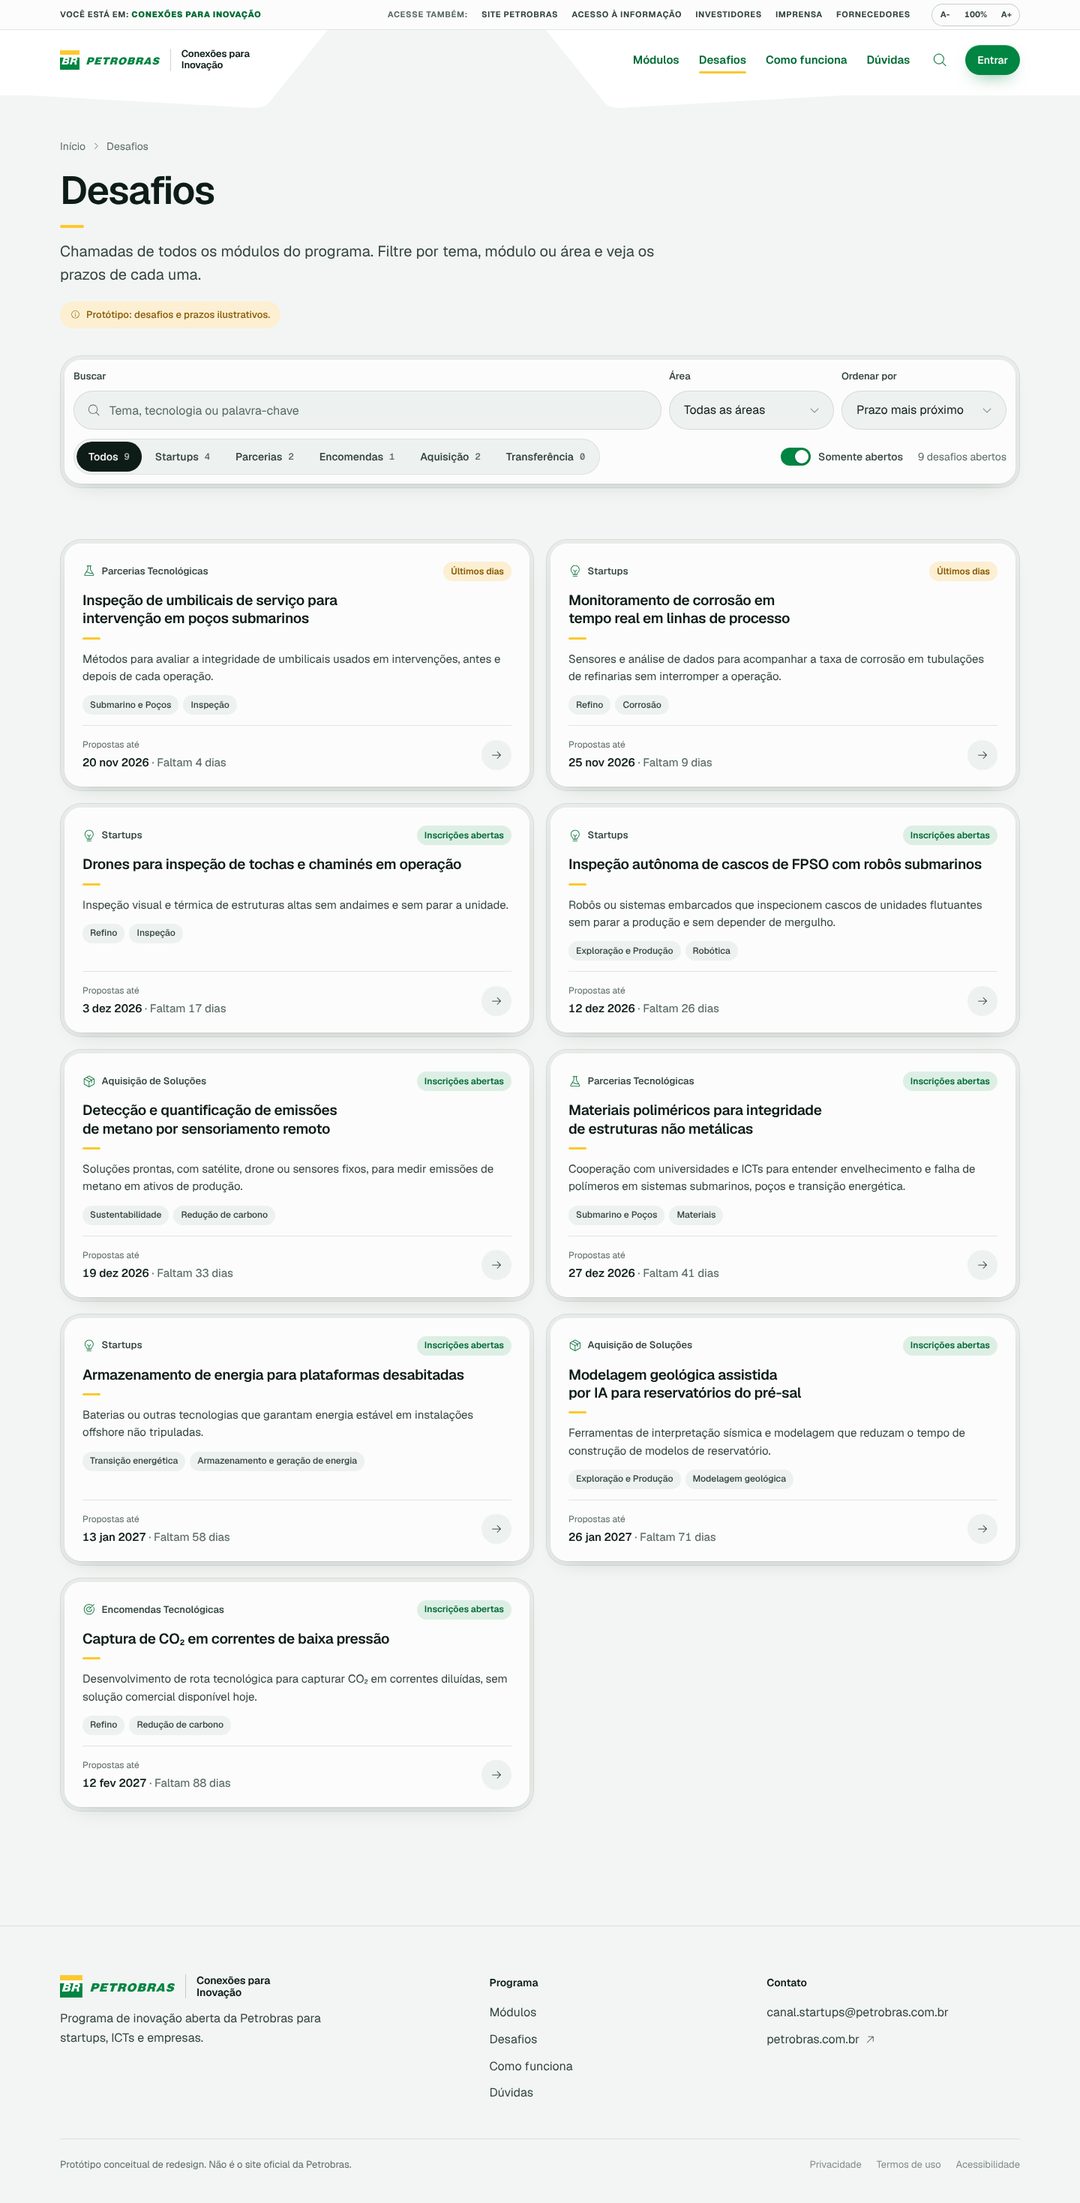 VOCÊ ESTÁ EM: CONEXÕES PARA INOVAÇÃO
ACESSE TAMBÉM: SITE PETROBRAS ACESSO À INFORMAÇÃO INVESTIDORES IMPRENSA FORNECEDORES A- 100% A+
BR PETROBRAS
Conexões para
Inovação
Módulos Desafios Como funciona Dúvidas Entrar
Início > Desafios
Desafios
Chamadas de todos os módulos do programa. Filtre por tema, módulo ou área e veja os
prazos de cada uma.
Protótipo: desafios e prazos ilustrativos.
Buscar
Tema, tecnologia ou palavra-chave
Área
Todas as áreas
Ordenar por
Prazo mais próximo
Todos 9 Startups 4 Parcerias 2 Encomendas 1 Aquisição 2 Transferência 0
Somente abertos 9 desafios abertos
Parcerias Tecnológicas Últimos dias
Inspeção de umbilicais de serviço para
intervenção em poços submarinos
Métodos para avaliar a integridade de umbilicais usados em intervenções, antes e
depois de cada operação.
Submarino e Poços Inspeção
Propostas até
20 nov 2026 · Faltam 4 dias
Startups Últimos dias
Monitoramento de corrosão em
tempo real em linhas de processo
Sensores e análise de dados para acompanhar a taxa de corrosão em tubulações
de refinarias sem interromper a operação.
Refino Corrosão
Propostas até
25 nov 2026 · Faltam 9 dias
Startups Inscrições abertas
Drones para inspeção de tochas e chaminés em operação
Inspeção visual e térmica de estruturas altas sem andaimes e sem parar a unidade.
Refino Inspeção
Propostas até
3 dez 2026 · Faltam 17 dias
Startups Inscrições abertas
Inspeção autônoma de cascos de FPSO com robôs submarinos
Robôs ou sistemas embarcados que inspecionem cascos de unidades flutuantes
sem parar a produção e sem depender de mergulho.
Exploração e Produção Robótica
Propostas até
12 dez 2026 · Faltam 26 dias
Aquisição de Soluções Inscrições abertas
Detecção e quantificação de emissões
de metano por sensoriamento remoto
Soluções prontas, com satélite, drone ou sensores fixos, para medir emissões de
metano em ativos de produção.
Sustentabilidade Redução de carbono
Propostas até
19 dez 2026 · Faltam 33 dias
Parcerias Tecnológicas Inscrições abertas
Materiais poliméricos para integridade
de estruturas não metálicas
Cooperação com universidades e ICTs para entender envelhecimento e falha de
polímeros em sistemas submarinos, poços e transição energética.
Submarino e Poços Materiais
Propostas até
27 dez 2026 · Faltam 41 dias
Startups Inscrições abertas
Armazenamento de energia para plataformas desabitadas
Baterias ou outras tecnologias que garantam energia estável em instalações
offshore não tripuladas.
Transição energética Armazenamento e geração de energia
Propostas até
13 jan 2027 · Faltam 58 dias
Aquisição de Soluções Inscrições abertas
Modelagem geológica assistida
por IA para reservatórios do pré-sal
Ferramentas de interpretação sísmica e modelagem que reduzam o tempo de
construção de modelos de reservatório.
Exploração e Produção Modelagem geológica
Propostas até
26 jan 2027 · Faltam 71 dias
Encomendas Tecnológicas Inscrições abertas
Captura de CO₂ em correntes de baixa pressão
Desenvolvimento de rota tecnológica para capturar CO₂ em correntes diluídas, sem
solução comercial disponível hoje.
Refino Redução de carbono
Propostas até
12 fev 2027 · Faltam 88 dias
BR PETROBRAS
Conexões para
Inovação
Programa de inovação aberta da Petrobras para
startups, ICTs e empresas.
Programa
Módulos
Desafios
Como funciona
Dúvidas
Contato
canal.startups@petrobras.com.br
petrobras.com.br ↗
Protótipo conceitual de redesign. Não é o site oficial da Petrobras.
Privacidade Termos de uso Acessibilidade